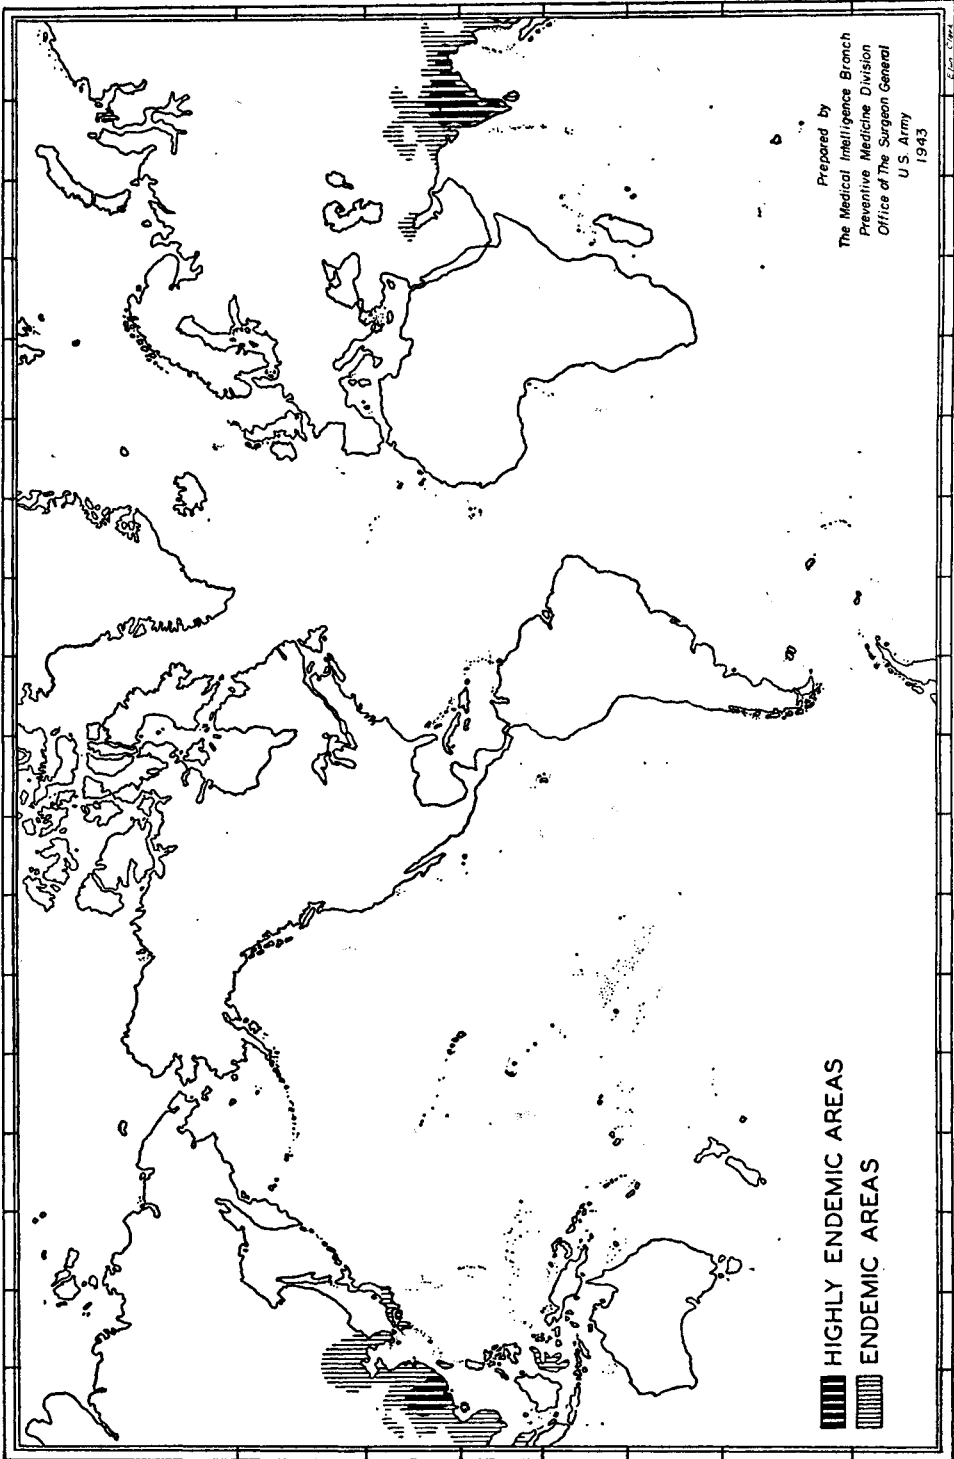 Prepared by
The Medical Intelligence Branch
Preventive Medicine Division
Office of The Surgeon General
U.S. Army
1943
HIGHLY ENDEMIC AREAS
ENDEMIC AREAS